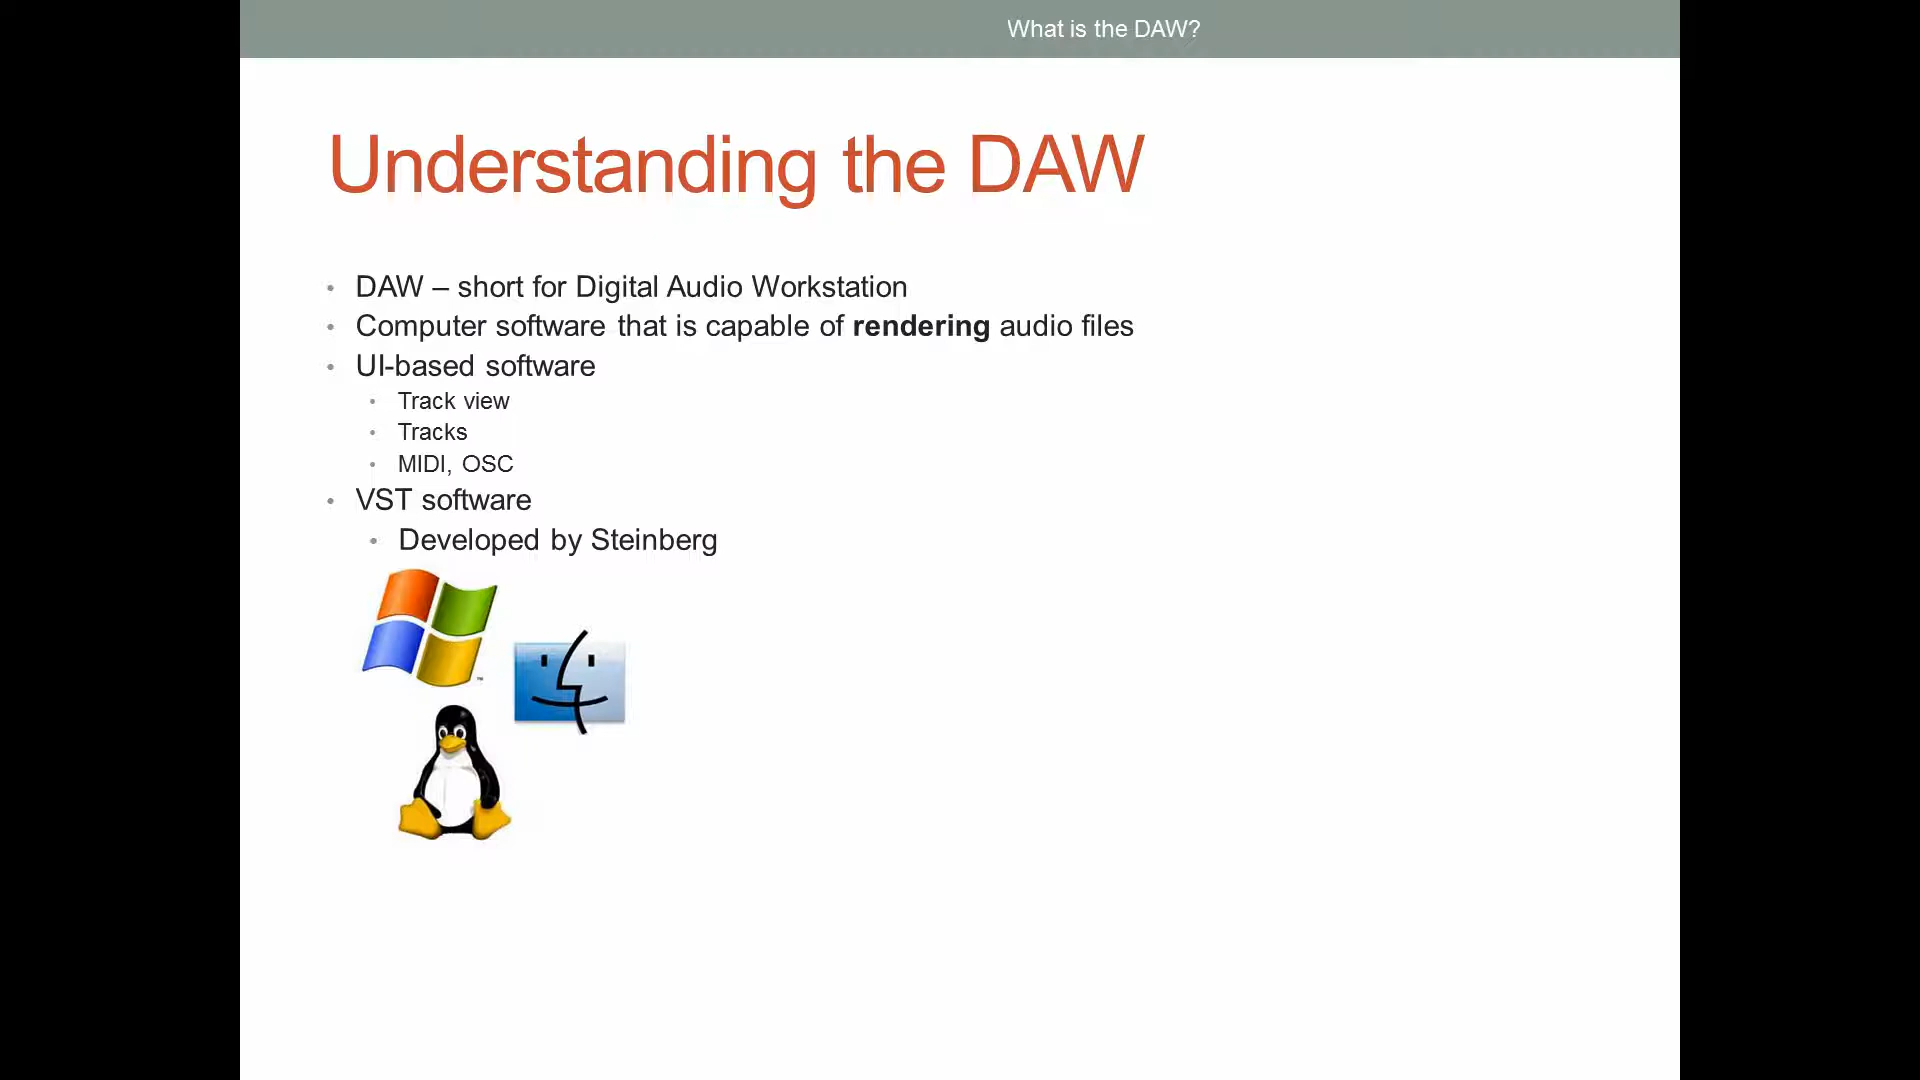 What is the DAW?
Understanding the DAW
• DAW – short for Digital Audio Workstation
• Computer software that is capable of rendering audio files
• UI-based software
• Track view
• Tracks
• MIDI, OSC
• VST software
• Developed by Steinberg
™